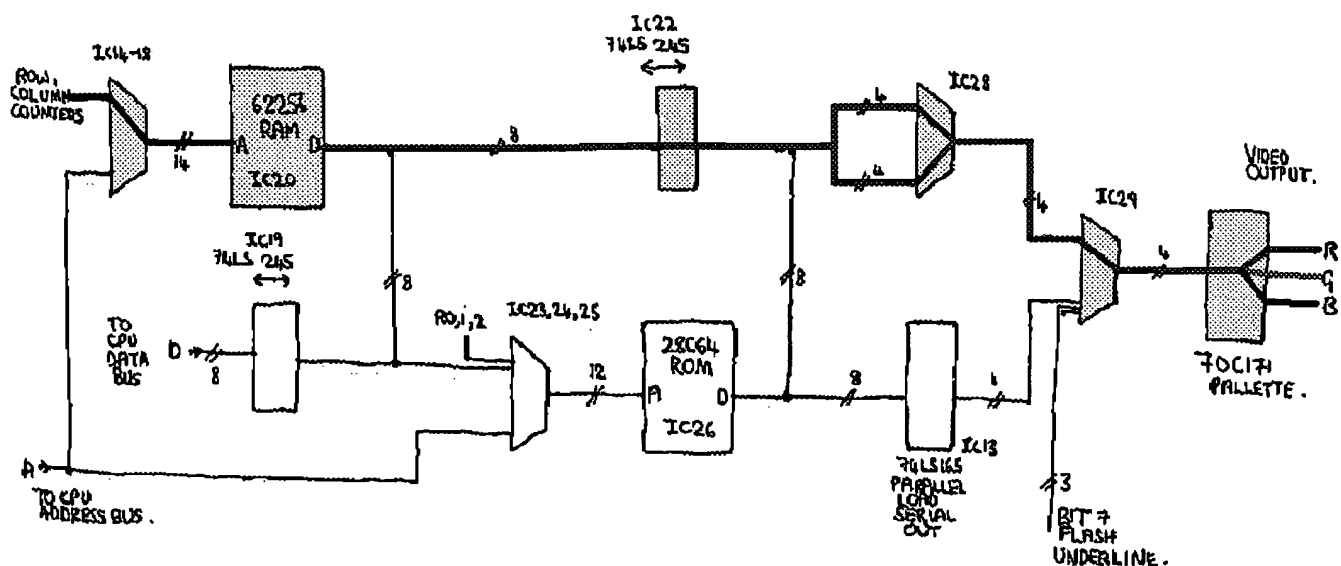 IC14-18
ROW,
COLUMN
COUNTERS
14
A
62256
RAM
D
IC20
8
IC22
74LS 245
4
4
IC28
4
IC29
4
VIDEO
OUTPUT.
R
G
B
70C171
PALLETTE.
IC19
74LS 245
TO
CPU
DATA
BUS
D
8
8
R0,1,2
IC23,24,25
12
28C64
ROM
A
D
IC26
8
8
74LS165
PARALLEL
LOAD
SERIAL
OUT
IC13
1
3
BIT 7
FLASH
UNDERLINE.
A
TO CPU
ADDRESS BUS.